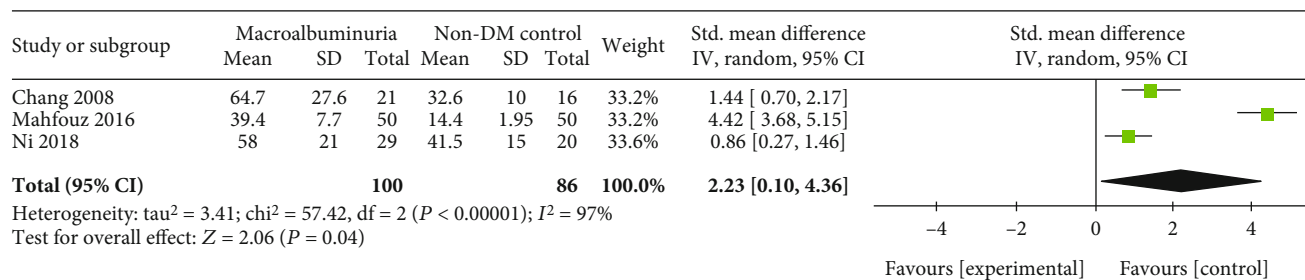 Study or subgroup Macroalbuminuria Non-DM control Weight Std. mean difference Std. mean difference
Mean SD Total Mean SD Total IV, random, 95% CI IV, random, 95% CI
Chang 2008 64.7 27.6 21 32.6 10 16 33.2% 1.44 [ 0.70, 2.17]
Mahfouz 2016 39.4 7.7 50 14.4 1.95 50 33.2% 4.42 [ 3.68, 5.15]
Ni 2018 58 21 29 41.5 15 20 33.6% 0.86 [0.27, 1.46]
Total (95% CI) 100 86 100.0% 2.23 [0.10, 4.36]
Heterogeneity: tau² = 3.41; chi² = 57.42, df = 2 (P < 0.00001); I² = 97%
Test for overall effect: Z = 2.06 (P = 0.04)
−4 −2 0 2 4
Favours [experimental] Favours [control]